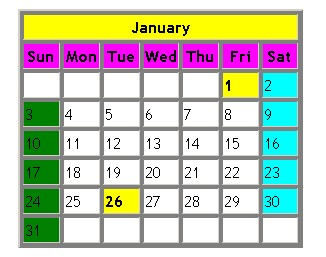 January
Sun Mon Tue Wed Thu Fri Sat
1 2
3 4 5 6 7 8 9
10 11 12 13 14 15 16
17 18 19 20 21 22 23
24 25 26 27 28 29 30
31